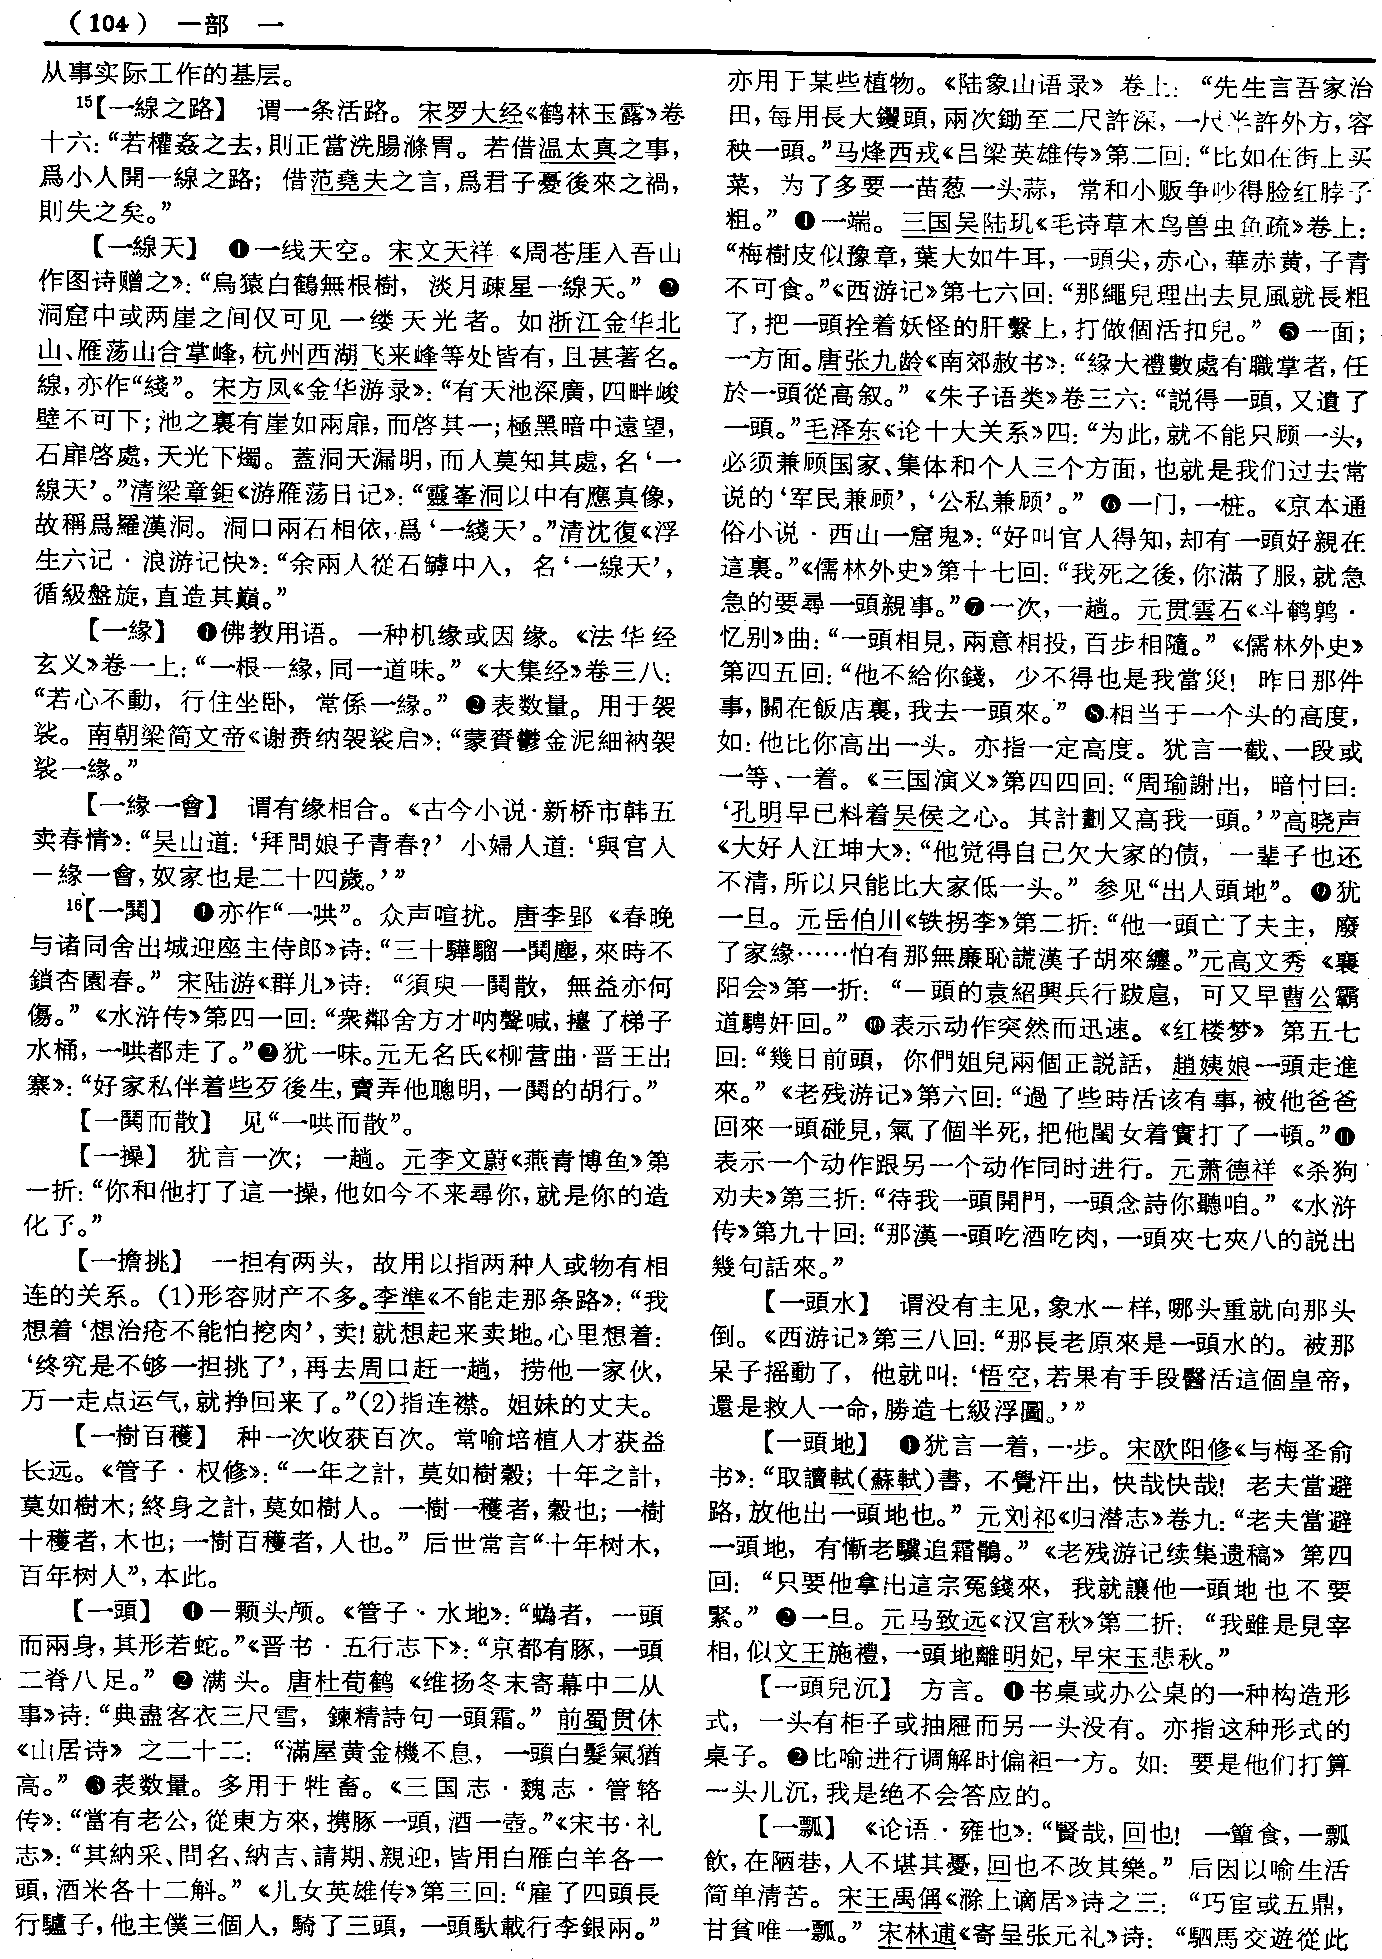 （104）　一部　一
从事实际工作的基层。
15【一線之路】　谓一条活路。宋罗大经《鹤林玉露》卷
十六：“若權姦之去，則正當洗腸滌胃。若借温太真之事，
爲小人開一線之路；借范堯夫之言，爲君子憂後來之禍，
則失之矣。”
【一線天】　❶一线天空。宋文天祥《周苍厓入吾山
作图诗赠之》：“烏猿白鶴無根樹，淡月疎星一線天。”❷
洞窟中或两崖之间仅可见一缕天光者。如浙江金华北
山、雁荡山合掌峰，杭州西湖飞来峰等处皆有，且甚著名。
線，亦作“綫”。宋方凤《金华游录》：“有天池深廣，四畔峻
壁不可下；池之裏有崖如兩扉，而啓其一；極黑暗中遠望，
石扉啓處，天光下燭。蓋洞天漏明，而人莫知其處，名‘一
線天’。”清梁章鉅《游雁荡日记》：“靈峯洞以中有應真像，
故稱爲羅漢洞。洞口兩石相依，爲‘一綫天’。”清沈復《浮
生六记·浪游记快》：“余兩人從石罅中入，名‘一線天’，
循級盤旋，直造其巔。”
【一緣】　❶佛教用语。一种机缘或因缘。《法华经
玄义》卷一上：“一根一緣，同一道味。”《大集经》卷三八：
“若心不動，行住坐卧，常係一緣。”❷表数量。用于袈
裟。南朝梁简文帝《谢赉纳袈裟启》：“蒙賚鬱金泥細衲袈
裟一緣。”
【一緣一會】　谓有缘相合。《古今小说·新桥市韩五
卖春情》：“吴山道：‘拜問娘子青春？’小婦人道：‘與官人
一緣一會，奴家也是二十四歲。’”
16【一鬨】　❶亦作“一哄”。众声喧扰。唐李郢《春晚
与诸同舍出城迎座主侍郎》诗：“三十驊騮一鬨塵，來時不
鎖杏園春。”宋陆游《群儿》诗：“須臾一鬨散，無益亦何
傷。”《水浒传》第四一回：“衆鄰舍方才呐聲喊，擡了梯子
水桶，一哄都走了。”❷犹一味。元无名氏《柳营曲·晋王出
寨》：“好家私伴着些歹後生，賣弄他聰明，一鬨的胡行。”
【一鬨而散】　见“一哄而散”。
【一操】　犹言一次；一趟。元李文蔚《燕青博鱼》第
一折：“你和他打了這一操，他如今不来尋你，就是你的造
化了。”
【一擔挑】　一担有两头，故用以指两种人或物有相
连的关系。(1)形容财产不多。李準《不能走那条路》：“我
想着‘想治疮不能怕挖肉’，卖！就想起来卖地。心里想着：
‘终究是不够一担挑了’，再去周口赶一趟，捞他一家伙，
万一走点运气，就挣回来了。”(2)指连襟。姐妹的丈夫。
【一樹百穫】　种一次收获百次。常喻培植人才获益
长远。《管子·权修》：“一年之計，莫如樹穀；十年之計，
莫如樹木；終身之計，莫如樹人。一樹一穫者，穀也；一樹
十穫者，木也；一樹百穫者，人也。”后世常言“十年树木，
百年树人”，本此。
【一頭】　❶一颗头颅。《管子·水地》：“蟡者，一頭
而兩身，其形若蛇。”《晋书·五行志下》：“京都有豚，一頭
二脊八足。”❷满头。唐杜荀鹤《维扬冬末寄幕中二从
事》诗：“典盡客衣三尺雪，鍊精詩句一頭霜。”前蜀贯休
《山居诗》之二十二：“滿屋黄金機不息，一頭白髮氣猶
高。”❸表数量。多用于牲畜。《三国志·魏志·管辂
传》：“當有老公，從東方來，携豚一頭，酒一壺。”《宋书·礼
志》：“其納采、問名、納吉、請期、親迎，皆用白雁白羊各一
頭，酒米各十二斛。”《儿女英雄传》第三回：“雇了四頭長
行驢子，他主僕三個人，騎了三頭，一頭馱載行李銀兩。”
亦用于某些植物。《陆象山语录》卷上：“先生言吾家治
田，每用長大钁頭，兩次鋤至二尺許深，一尺半許外方，容
秧一頭。”马烽西戎《吕梁英雄传》第二回：“比如在街上买
菜，为了多要一苗葱一头蒜，常和小贩争吵得脸红脖子
粗。”❹一端。三国吴陆玑《毛诗草木鸟兽虫鱼疏》卷上：
“梅樹皮似豫章，葉大如牛耳，一頭尖，赤心，華赤黄，子青
不可食。”《西游记》第七六回：“那繩兒理出去見風就長粗
了，把一頭拴着妖怪的肝繫上，打做個活扣兒。”❺一面；
一方面。唐张九龄《南郊赦书》：“緣大禮數處有職掌者，任
於一頭從高叙。”《朱子语类》卷三六：“説得一頭，又遺了
一頭。”毛泽东《论十大关系》四：“为此，就不能只顾一头，
必须兼顾国家、集体和个人三个方面，也就是我们过去常
说的‘军民兼顾’，‘公私兼顾’。”❻一门，一桩。《京本通
俗小说·西山一窟鬼》：“好叫官人得知，却有一頭好親在
這裏。”《儒林外史》第十七回：“我死之後，你滿了服，就急
急的要尋一頭親事。”❼一次，一趟。元贯雲石《斗鹌鹑·
忆别》曲：“一頭相見，兩意相投，百步相隨。”《儒林外史》
第四五回：“他不給你錢，少不得也是我當災！昨日那件
事，關在飯店裏，我去一頭來。”❽相当于一个头的高度，
如：他比你高出一头。亦指一定高度。犹言一截、一段或
一等、一着。《三国演义》第四四回：“周瑜謝出，暗忖曰：
‘孔明早已料着吴侯之心。其計劃又高我一頭。’”高晓声
《大好人江坤大》：“他觉得自己欠大家的债，一辈子也还
不清，所以只能比大家低一头。”参见“出人頭地”。❾犹
一旦。元岳伯川《铁拐李》第二折：“他一頭亡了夫主，廢
了家緣……怕有那無廉恥謊漢子胡來纏。”元高文秀《襄
阳会》第一折：“一頭的袁紹興兵行跋扈，可又早曹公霸
道騁奸回。”❿表示动作突然而迅速。《红楼梦》第五七
回：“幾日前頭，你們姐兒兩個正説話，趙姨娘一頭走進
來。”《老残游记》第六回：“過了些時活该有事，被他爸爸
回來一頭碰見，氣了個半死，把他閨女着實打了一頓。”⓫
表示一个动作跟另一个动作同时进行。元萧德祥《杀狗
劝夫》第三折：“待我一頭開門，一頭念詩你聽咱。”《水浒
传》第九十回：“那漢一頭吃酒吃肉，一頭夾七夾八的説出
幾句話來。”
【一頭水】　谓没有主见，象水一样，哪头重就向那头
倒。《西游记》第三八回：“那長老原來是一頭水的。被那
呆子摇動了，他就叫：‘悟空，若果有手段醫活這個皇帝，
還是救人一命，勝造七級浮圖。’”
【一頭地】　❶犹言一着，一步。宋欧阳修《与梅圣俞
书》：“取讀軾(蘇軾)書，不覺汗出，快哉快哉！老夫當避
路，放他出一頭地也。”元刘祁《归潜志》卷九：“老夫當避
一頭地，有慚老驥追霜鶻。”《老残游记续集遗稿》第四
回：“只要他拿出這宗冤錢來，我就讓他一頭地也不要
緊。”❷一旦。元马致远《汉宫秋》第二折：“我雖是見宰
相，似文王施禮，一頭地離明妃，早宋玉悲秋。”
【一頭兒沉】　方言。❶书桌或办公桌的一种构造形
式，一头有柜子或抽屉而另一头没有。亦指这种形式的
桌子。❷比喻进行调解时偏袒一方。如：要是他们打算
一头儿沉，我是绝不会答应的。
【一瓢】　《论语·雍也》：“賢哉，回也！一簞食，一瓢
飲，在陋巷，人不堪其憂，回也不改其樂。”后因以喻生活
简单清苦。宋王禹偁《滁上谪居》诗之三：“巧宦或五鼎，
甘貧唯一瓢。”宋林逋《寄呈张元礼》诗：“駟馬交遊從此